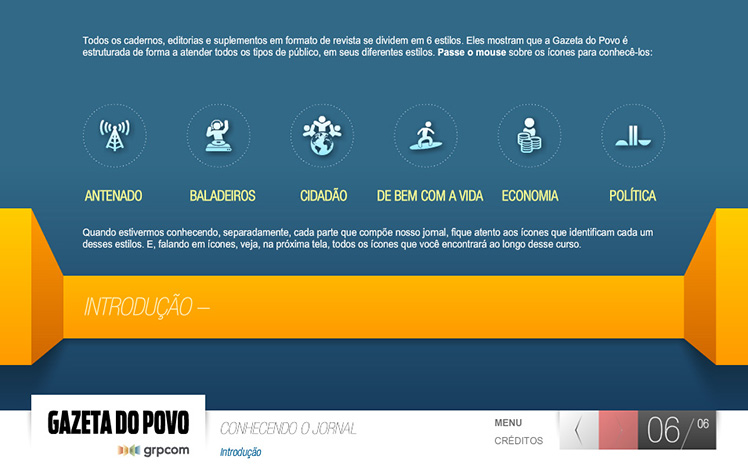 Todos os cadernos, editorias e suplementos em formato de revista se dividem em 6 estilos. Eles mostram que a Gazeta do Povo é
estruturada de forma a atender todos os tipos de público, em seus diferentes estilos. Passe o mouse sobre os ícones para conhecê-los:
ANTENADO BALADEIROS CIDADÃO DE BEM COM A VIDA ECONOMIA POLÍTICA
Quando estivermos conhecendo, separadamente, cada parte que compõe nosso jornal, fique atento aos ícones que identificam cada um
desses estilos. E, falando em ícones, veja, na próxima tela, todos os ícones que você encontrará ao longo desse curso.
INTRODUÇÃO –
GAZETA DO POVO
grpcom
CONHECENDO O JORNAL
Introdução
MENU
CRÉDITOS
06/06